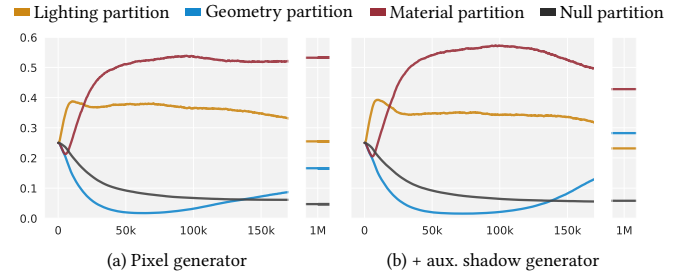 Lighting partition Geometry partition Material partition Null partition
0.6
0.5
0.4
0.3
0.2
0.1
0.0
0 50k 100k 150k 1M 0 50k 100k 150k 1M
(a) Pixel generator (b) + aux. shadow generator